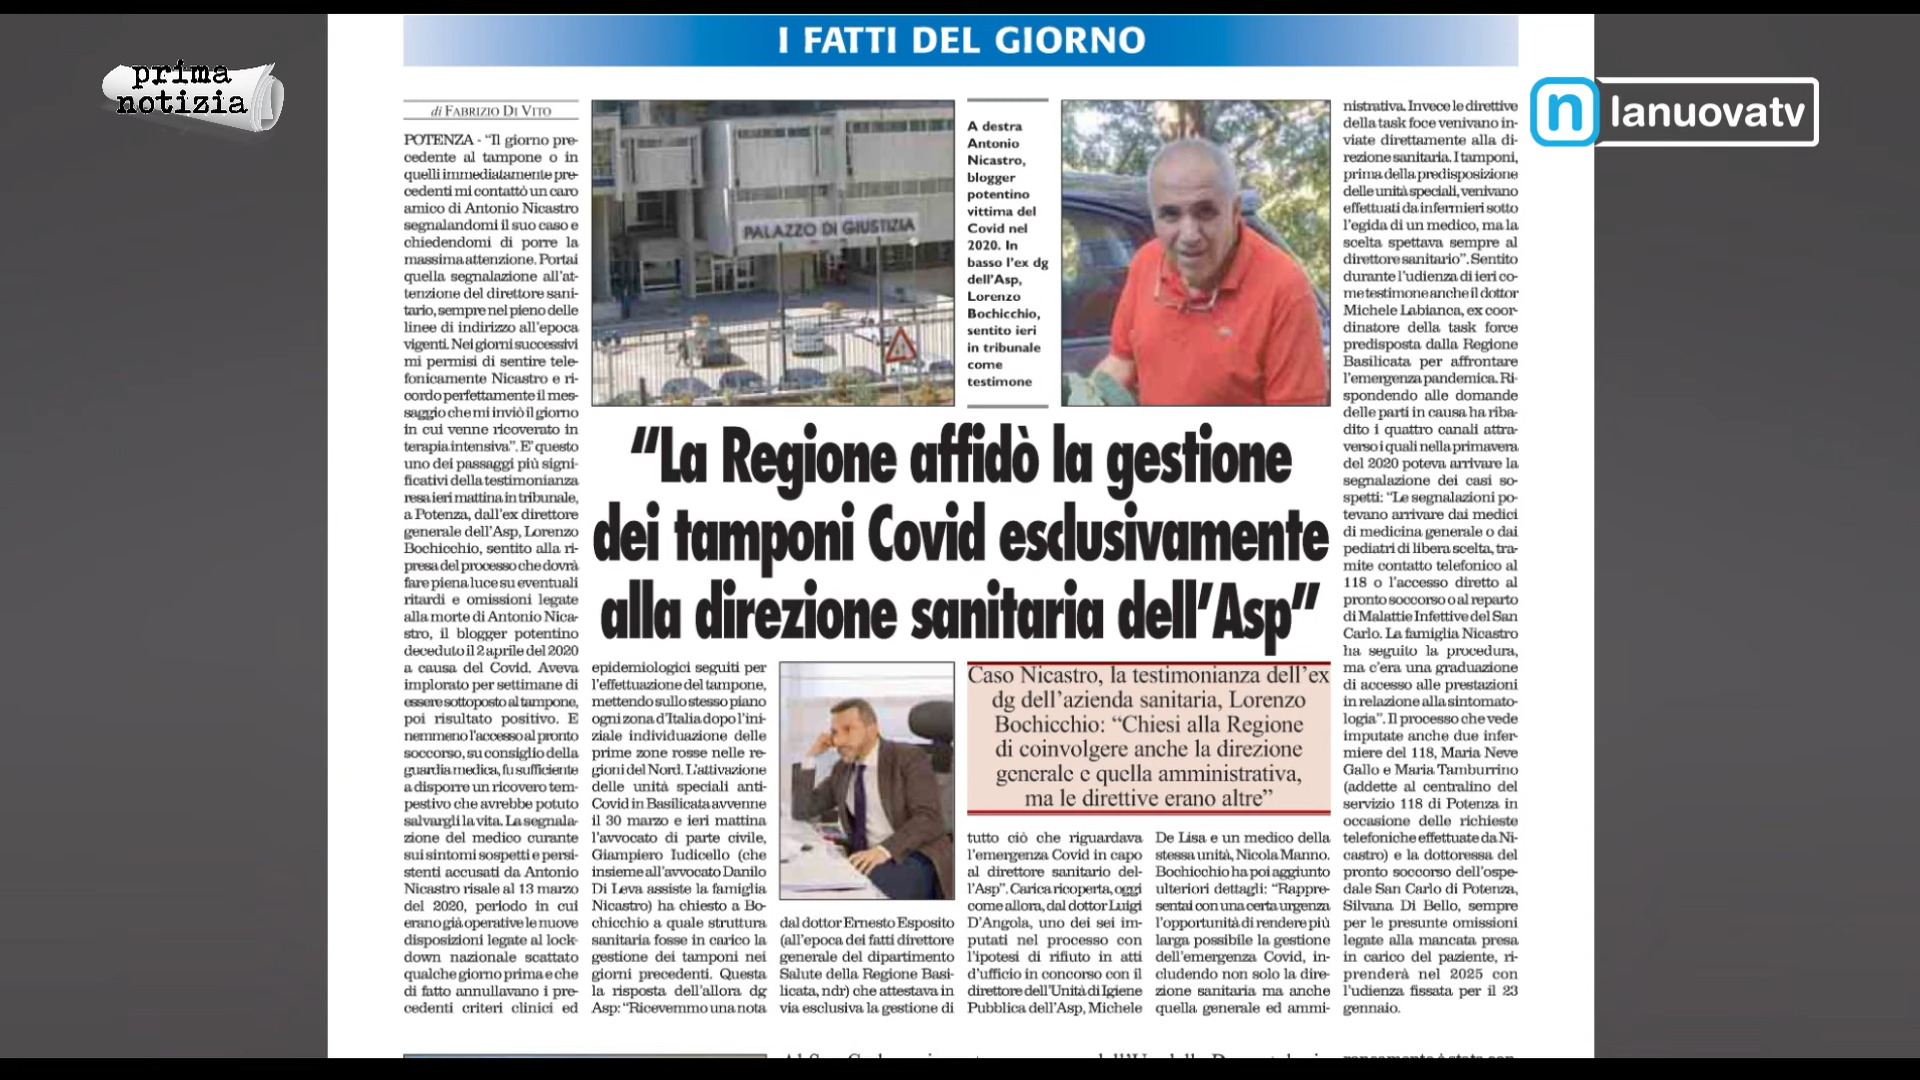 I FATTI DEL GIORNO
prima
notizia
lanuovatv
di FABRIZIO DI VITO
POTENZA - “Il giorno pre-
cedente al tampone o in
quelli immediatamente pre-
cedenti mi contattò un caro
amico di Antonio Nicastro
segnalandomi il suo caso e
chiedendomi di porre la
massima attenzione. Portai
quella segnalazione all’at-
tenzione del direttore sani-
tario, sempre nel pieno delle
linee di indirizzo all’epoca
vigenti. Nei giorni successivi
mi permisi di sentire tele-
fonicamente Nicastro e ri-
cordo perfettamente il mes-
saggio che mi inviò il giorno
in cui venne ricoverato in
terapia intensiva”. E’ questo
uno dei passaggi più signi-
ficativi della testimonianza
resa ieri mattina in tribunale,
a Potenza, dall’ex direttore
generale dell’Asp, Lorenzo
Bochicchio, sentito alla ri-
presa del processo che dovrà
fare piena luce su eventuali
ritardi e omissioni legate
alla morte di Antonio Nica-
stro, il blogger potentino
deceduto il 2 aprile del 2020
a causa del Covid. Aveva
implorato per settimane di
essere sottoposto al tampone,
poi risultato positivo. E
nemmeno l’accesso al pronto
soccorso, su consiglio della
guardia medica, fu sufficiente
a disporre un ricovero tem-
pestivo che avrebbe potuto
salvargli la vita. La segnala-
zione del medico curante
sui sintomi sospetti e persi-
stenti accusati da Antonio
Nicastro risale al 13 marzo
del 2020, periodo in cui
erano già operative le nuove
disposizioni legate al lock-
down nazionale scattato
qualche giorno prima e che
di fatto annullavano i pre-
cedenti criteri clinici ed
PALAZZO DI GIUSTIZIA
A destra
Antonio
Nicastro,
blogger
potentino
vittima del
Covid nel
2020. In
basso l’ex dg
dell’Asp,
Lorenzo
Bochicchio,
sentito ieri
in tribunale
come
testimone
“La Regione affidò la gestione
dei tamponi Covid esclusivamente
alla direzione sanitaria dell’Asp”
Caso Nicastro, la testimonianza dell’ex
dg dell’azienda sanitaria, Lorenzo
Bochicchio: “Chiesi alla Regione
di coinvolgere anche la direzione
generale e quella amministrativa,
ma le direttive erano altre”
epidemiologici seguiti per
l’effettuazione del tampone,
mettendo sullo stesso piano
ogni zona d’Italia dopo l’ini-
ziale individuazione delle
prime zone rosse nelle re-
gioni del Nord. L’attivazione
delle unità speciali anti-
Covid in Basilicata avvenne
il 30 marzo e ieri mattina
l’avvocato di parte civile,
Giampiero Iudicello (che
insieme all’avvocato Danilo
Di Leva assiste la famiglia
Nicastro) ha chiesto a Bo-
chicchio a quale struttura
sanitaria fosse in carico la
gestione dei tamponi nei
giorni precedenti. Questa
la risposta dell’allora dg
Asp: “Ricevemmo una nota
dal dottor Ernesto Esposito
(all’epoca dei fatti direttore
generale del dipartimento
Salute della Regione Basi-
licata, ndr) che attestava in
via esclusiva la gestione di
tutto ciò che riguardava
l’emergenza Covid in capo
al direttore sanitario del-
l’Asp”. Carica ricoperta, oggi
come allora, dal dottor Luigi
D’Angola, uno dei sei im-
putati nel processo con
l’ipotesi di rifiuto in atti
d’ufficio in concorso con il
direttore dell’Unità di Igiene
Pubblica dell’Asp, Michele
De Lisa e un medico della
stessa unità, Nicola Manno.
Bochicchio ha poi aggiunto
ulteriori dettagli: “Rappre-
sentai con una certa urgenza
l’opportunità di rendere più
larga possibile la gestione
dell’emergenza Covid, in-
cludendo non solo la dire-
zione sanitaria ma anche
quella generale ed ammi-
nistrativa. Invece le direttive
della task foce venivano in-
viate direttamente alla di-
rezione sanitaria. I tamponi,
prima della predisposizione
delle unità speciali, venivano
effettuati da infermieri sotto
l’egida di un medico, ma la
scelta spettava sempre al
direttore sanitario”. Sentito
durante l’udienza di ieri co-
me testimone anche il dottor
Michele Labianca, ex coor-
dinatore della task force
predisposta dalla Regione
Basilicata per affrontare
l’emergenza pandemica. Ri-
spondendo alle domande
delle parti in causa ha riba-
dito i quattro canali attra-
verso i quali nella primavera
del 2020 poteva arrivare la
segnalazione dei casi so-
spetti: “Le segnalazioni po-
tevano arrivare dai medici
di medicina generale o dai
pediatri di libera scelta, tra-
mite contatto telefonico al
118 o l’accesso diretto al
pronto soccorso o al reparto
di Malattie Infettive del San
Carlo. La famiglia Nicastro
ha seguito la procedura,
ma c’era una graduazione
di accesso alle prestazioni
in relazione alla sintomato-
logia”. Il processo che vede
imputate anche due infer-
miere del 118, Maria Neve
Gallo e Maria Tamburrino
(addette al centralino del
servizio 118 di Potenza in
occasione delle richieste
telefoniche effettuate da Ni-
castro) e la dottoressa del
pronto soccorso dell’ospe-
dale San Carlo di Potenza,
Silvana Di Bello, sempre
per le presunte omissioni
legate alla mancata presa
in carico del paziente, ri-
prenderà nel 2025 con
l’udienza fissata per il 23
gennaio.